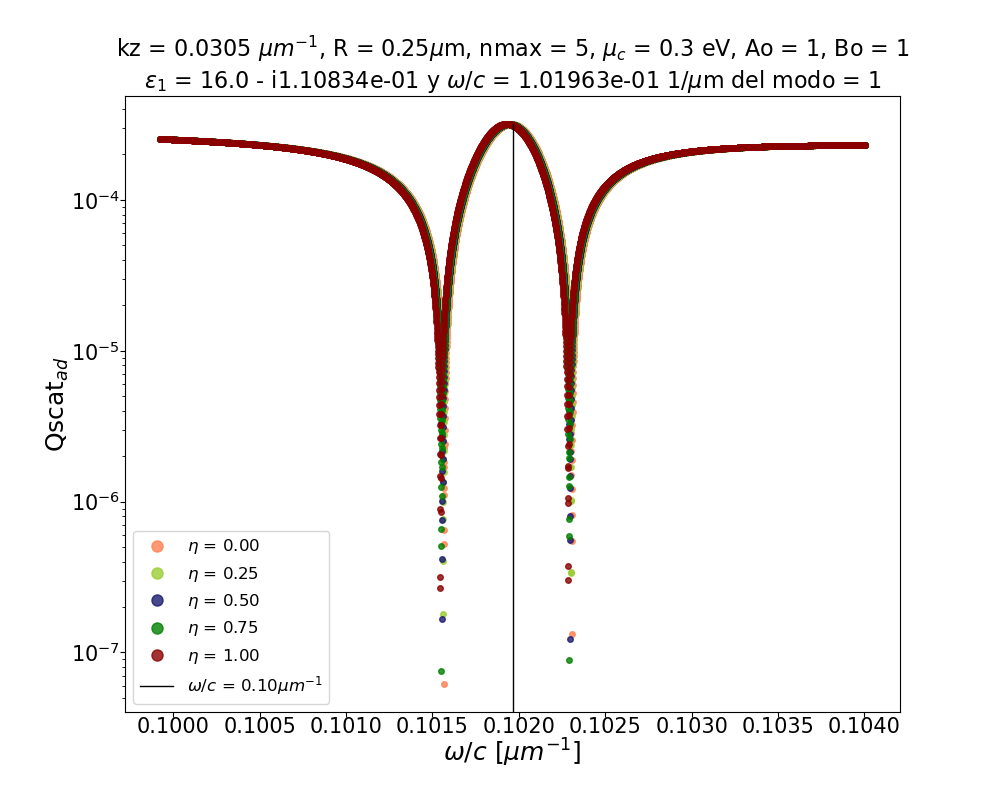 kz = 0.0305 μm⁻¹, R = 0.25μm, nmax = 5, μ_c = 0.3 eV, Ao = 1, Bo = 1
ε₁ = 16.0 - i1.10834e-01 y ω/c = 1.01963e-01 1/μm del modo = 1
Qscat_ad
10⁻⁴
10⁻⁵
10⁻⁶
10⁻⁷
η = 0.00
η = 0.25
η = 0.50
η = 0.75
η = 1.00
ω/c = 0.10μm⁻¹
0.1000 0.1005 0.1010 0.1015 0.1020 0.1025 0.1030 0.1035 0.1040
ω/c [μm⁻¹]